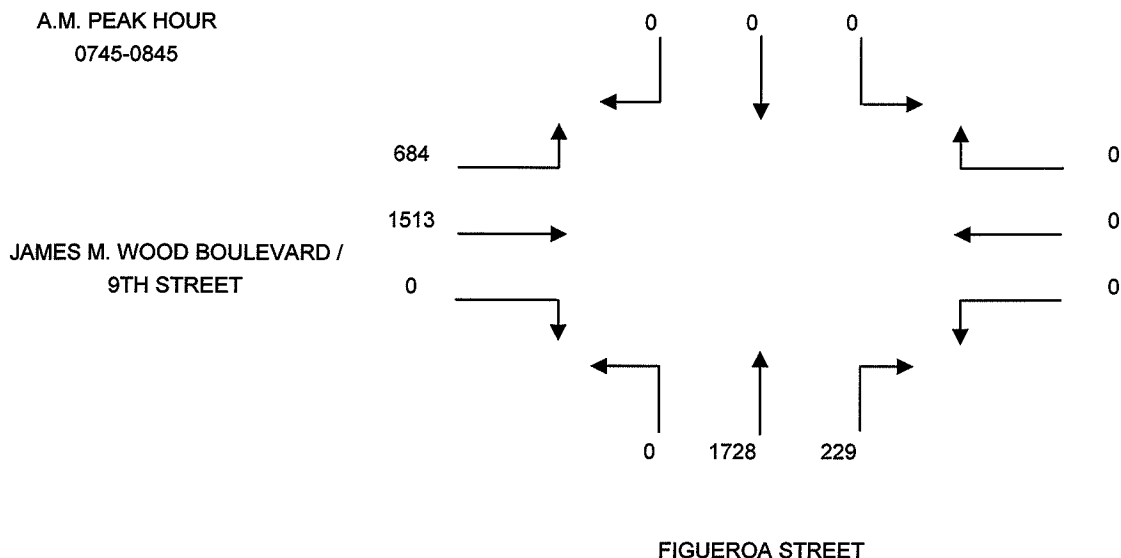 A.M. PEAK HOUR
0745-0845
0 0 0
684
0
1513
0
JAMES M. WOOD BOULEVARD /
9TH STREET
0
0
0 1728 229
FIGUEROA STREET